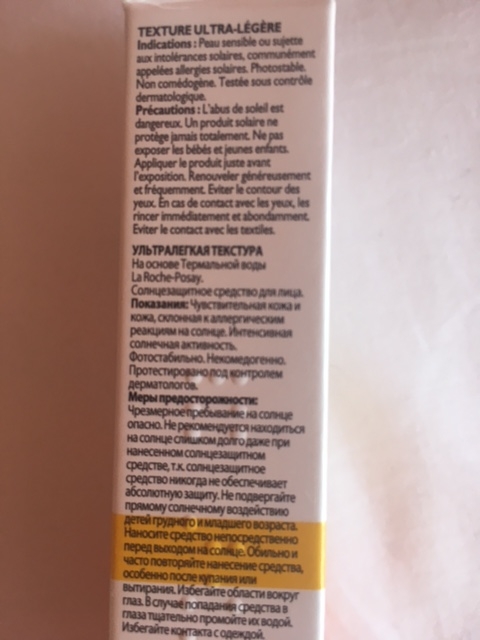 TEXTURE ULTRA-LÉGÈRE
Indications : Peau sensible ou sujette
aux intolérances solaires, communément
appelées allergies solaires. Photostable.
Non comédogène. Testée sous contrôle
dermatologique.
Précautions : L'abus de soleil est
dangereux. Un produit solaire ne
protège jamais totalement. Ne pas
exposer les bébés et jeunes enfants.
Appliquer le produit juste avant
l'exposition. Renouveler généreusement
et fréquemment. Eviter le contour des
yeux. En cas de contact avec les yeux, les
rincer immédiatement et abondamment.
Eviter le contact avec les textiles.
УЛЬТРАЛЕГКАЯ ТЕКСТУРА
На основе Термальной воды
La Roche-Posay.
Солнцезащитное средство для лица.
Показания: Чувствительная кожа и
кожа, склонная к аллергическим
реакциям на солнце. Интенсивная
солнечная активность.
Фотостабильно. Некомедогенно.
Протестировано под контролем
дерматологов.
Меры предосторожности:
Чрезмерное пребывание на солнце
опасно. Не рекомендуется находиться
на солнце слишком долго даже при
нанесенном солнцезащитном
средстве, т.к. солнцезащитное
средство никогда не обеспечивает
абсолютную защиту. Не подвергайте
прямому солнечному воздействию
детей грудного и младшего возраста.
Наносите средство непосредственно
перед выходом на солнце. Обильно и
часто повторяйте нанесение средства,
особенно после купания или
вытирания. Избегайте области вокруг
глаз. В случае попадания средства в
глаза тщательно промойте их водой.
Избегайте контакта с одеждой.